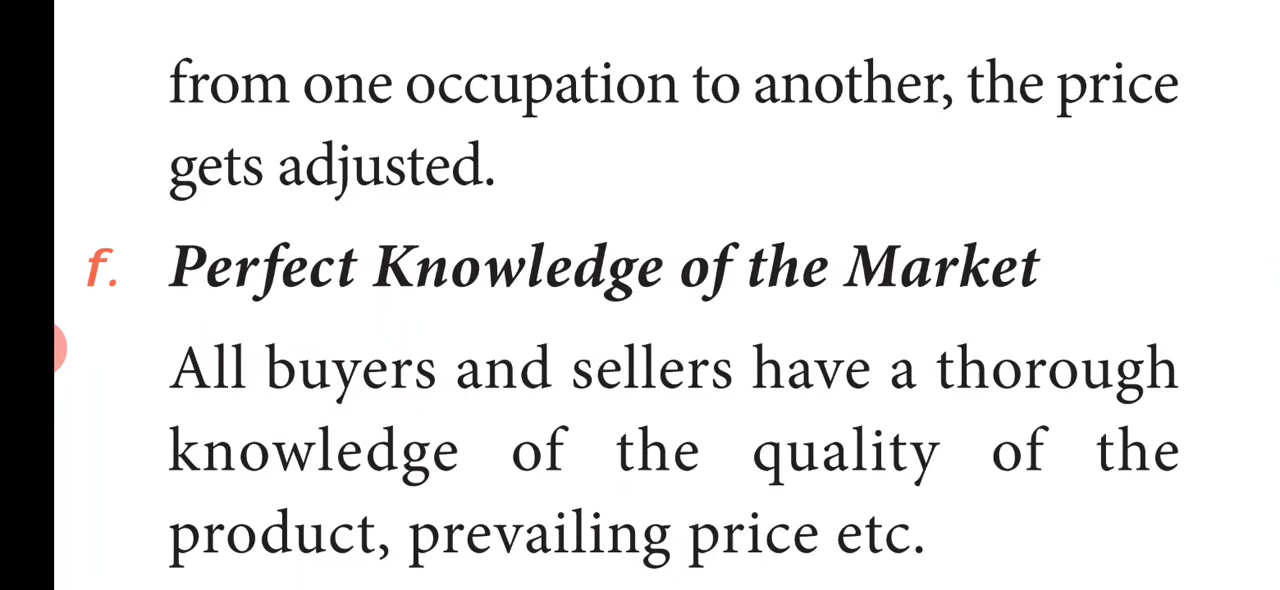 from one occupation to another, the price
gets adjusted.
f. Perfect Knowledge of the Market
All buyers and sellers have a thorough
knowledge of the quality of the
product, prevailing price etc.